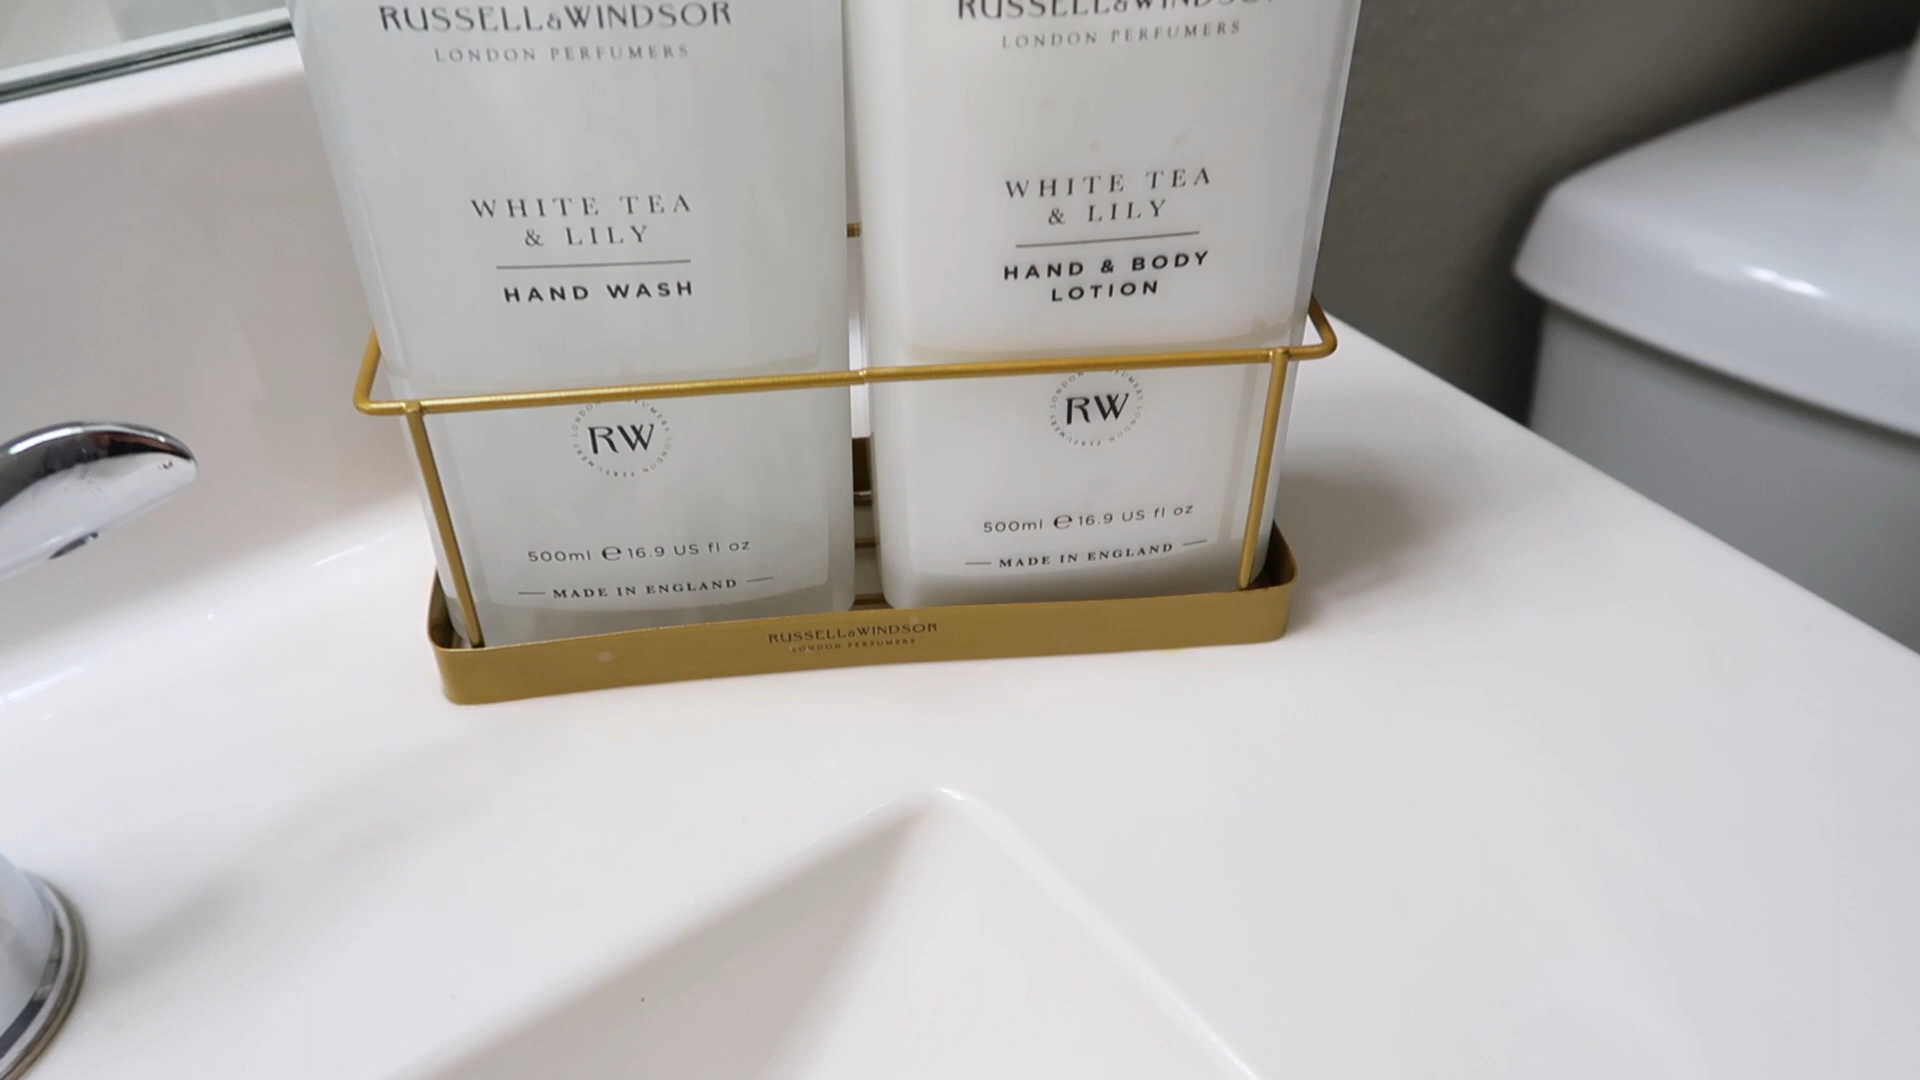 RUSSELL&WINDSOR
LONDON PERFUMERS
WHITE TEA
& LILY
HAND WASH
RW
500ml ℮ 16.9 US fl oz
MADE IN ENGLAND
RUSSELL&WINDSOR
LONDON PERFUMERS
WHITE TEA
& LILY
HAND & BODY
LOTION
RW
500ml ℮ 16.9 US fl oz
MADE IN ENGLAND
RUSSELL&WINDSOR
LONDON PERFUMERS